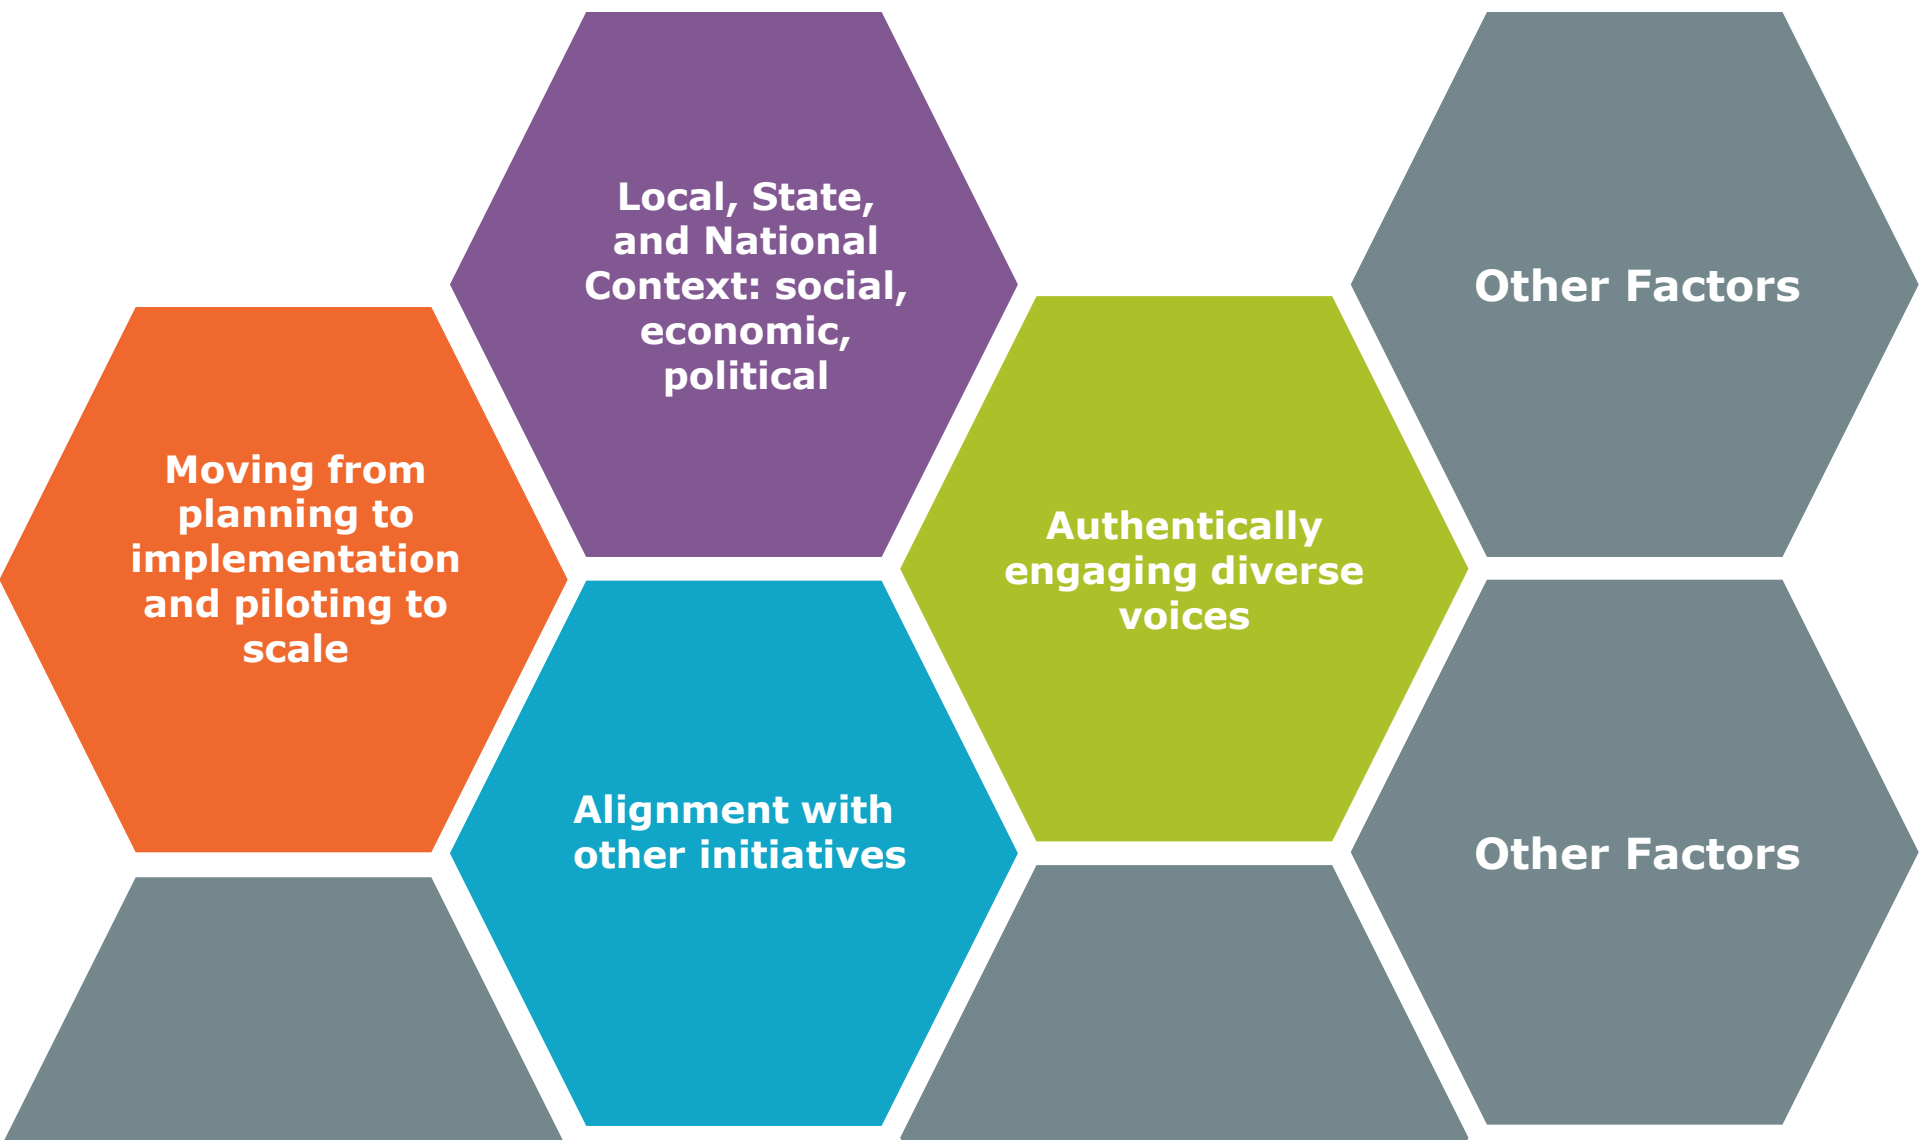 Local, State,
and National
Context: social,
economic,
political
Other Factors
Moving from
planning to
implementation
and piloting to
scale
Authentically
engaging diverse
voices
Alignment with
other initiatives
Other Factors